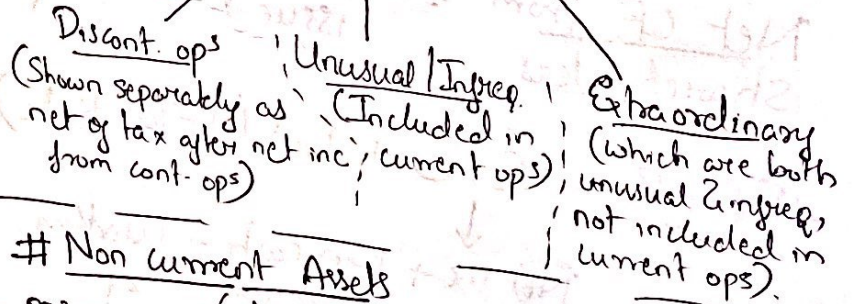 Discont. ops
(Shown separately as
net of tax after net inc
from cont. ops)
Unusual / Infreq.
(Included in
current ops)
Extraordinary
(which are both
unusual & infreq,
not included in
current ops).
# Non current Assets